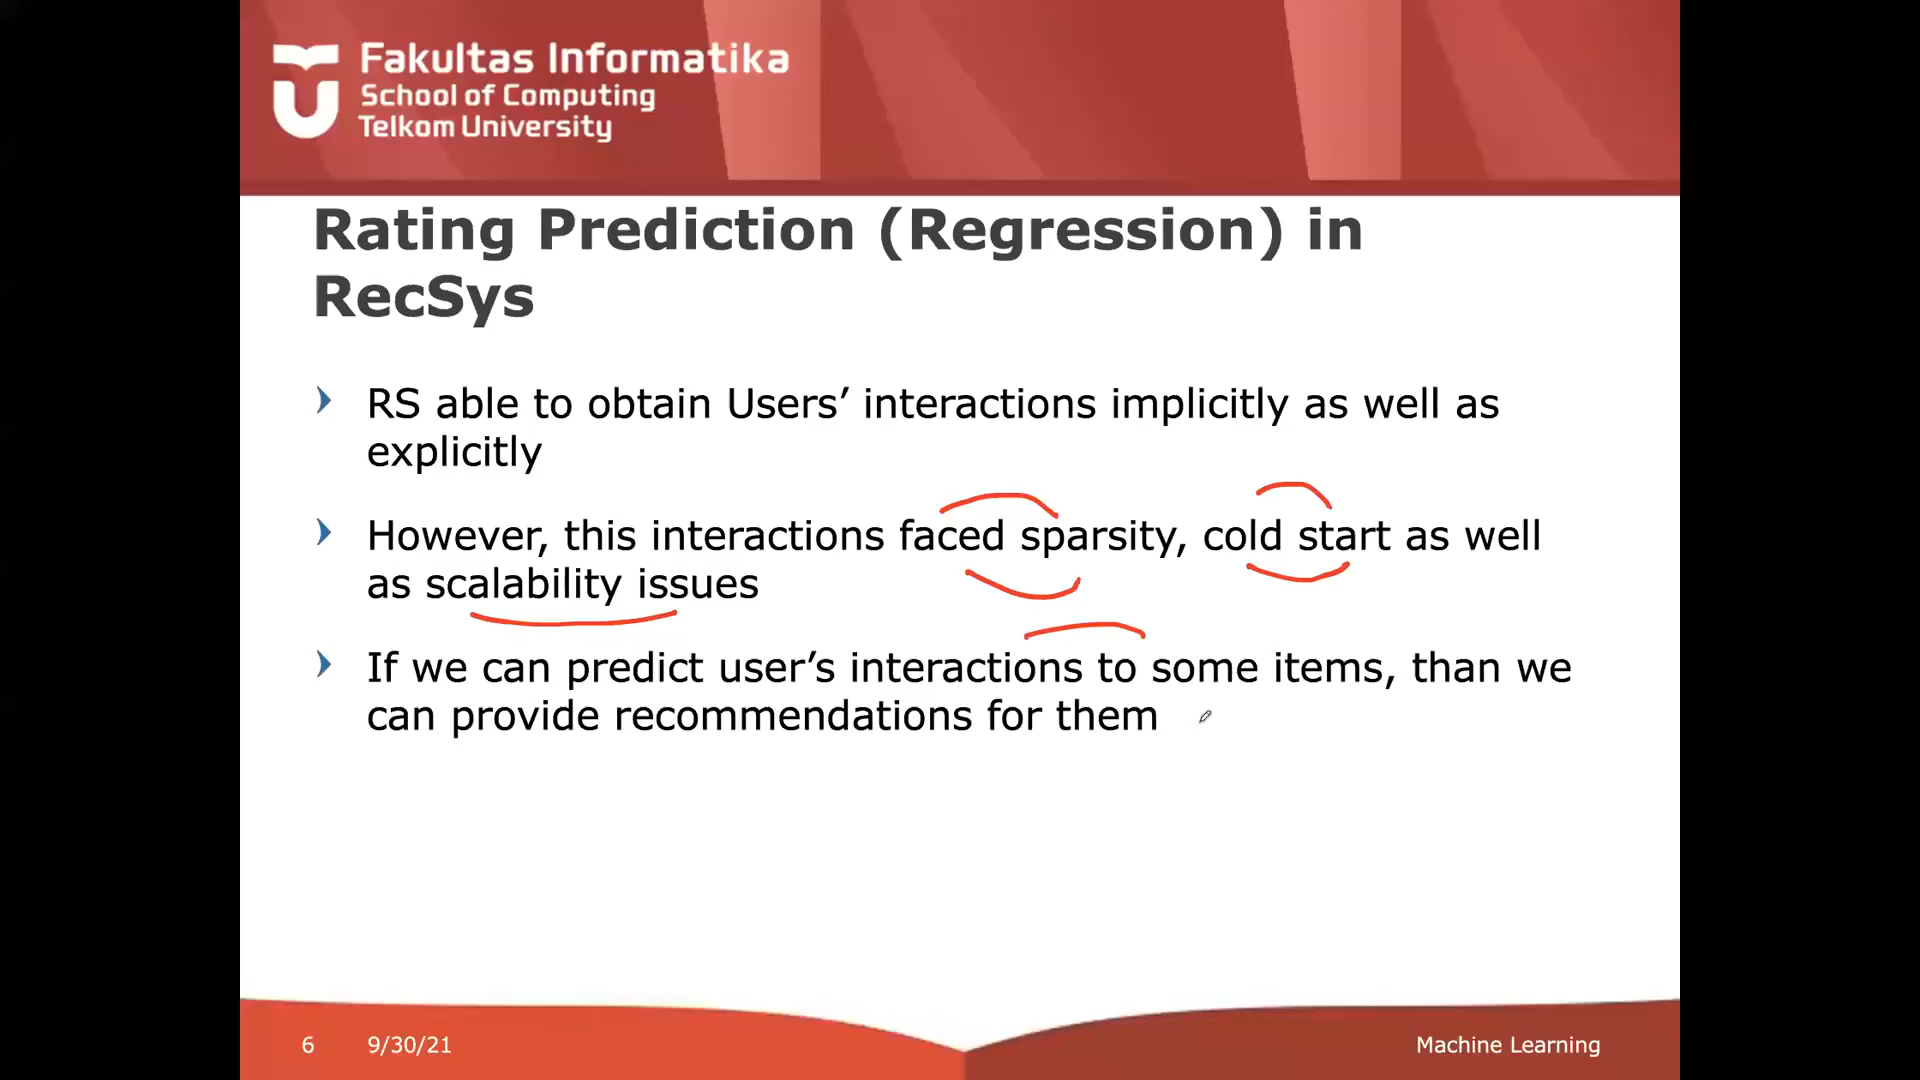 Fakultas Informatika
School of Computing
Telkom University
Rating Prediction (Regression) in
RecSys
RS able to obtain Users’ interactions implicitly as well as
explicitly
However, this interactions faced sparsity, cold start as well
as scalability issues
If we can predict user’s interactions to some items, than we
can provide recommendations for them
6 9/30/21 Machine Learning